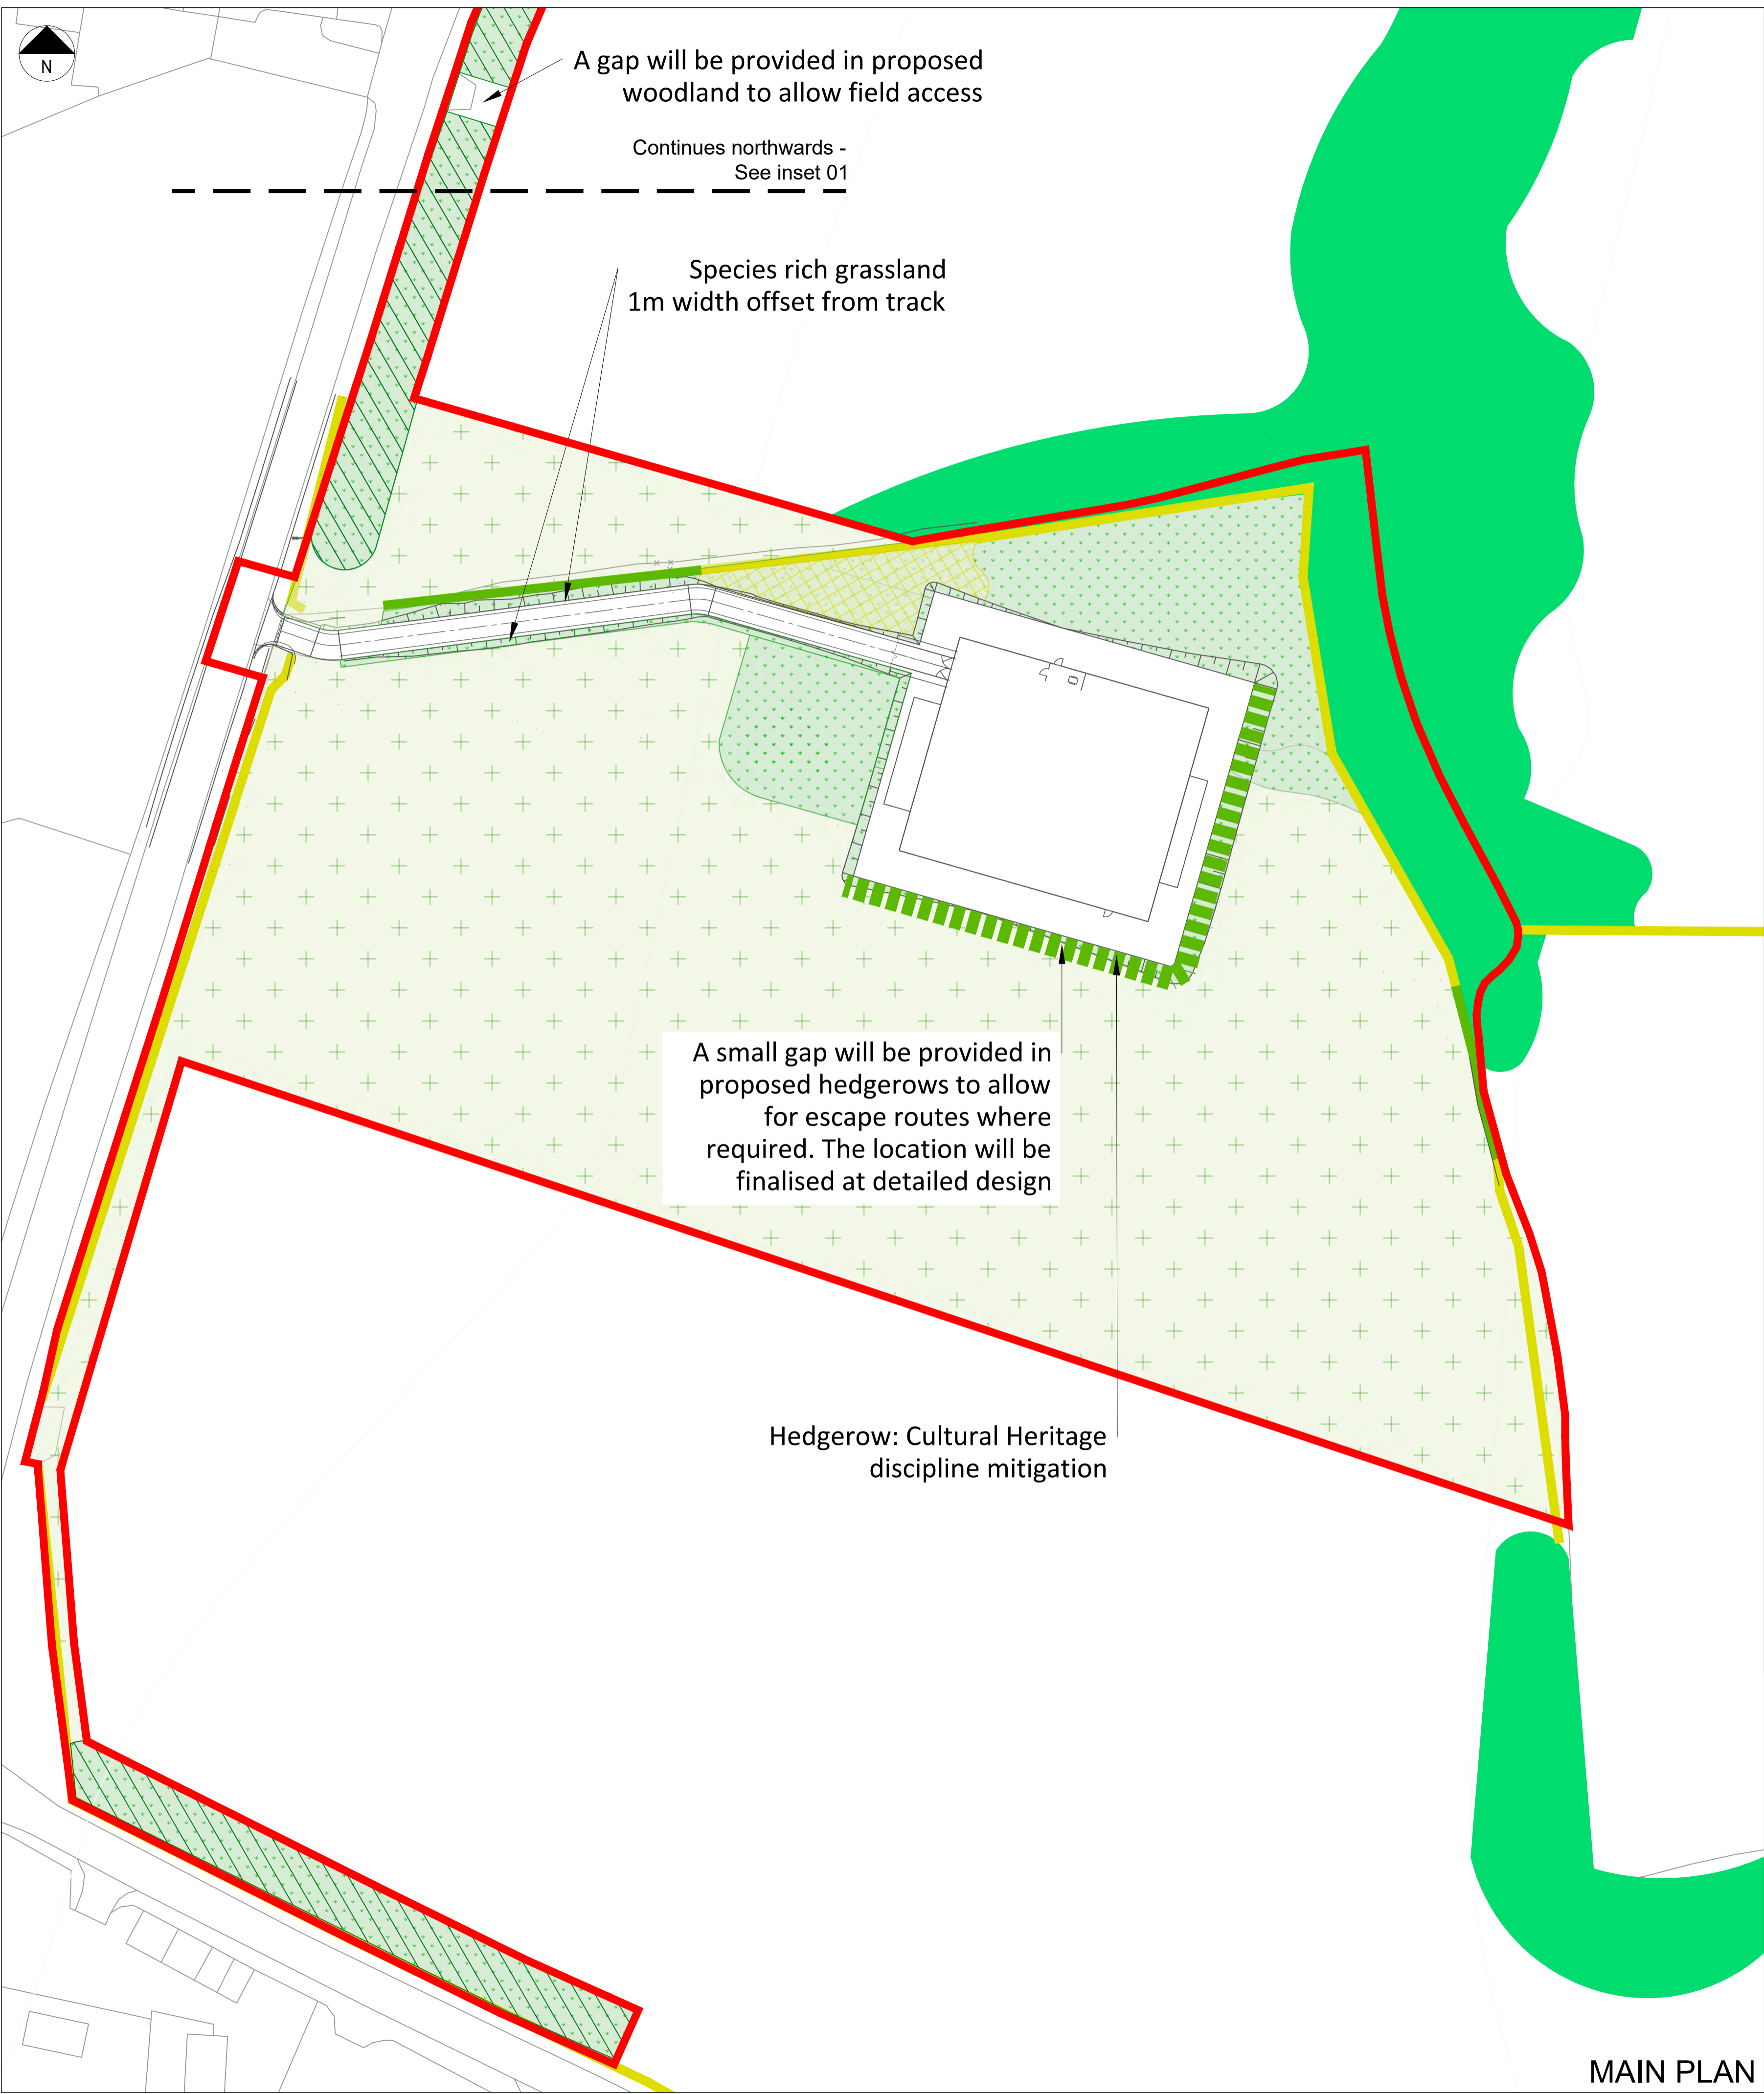 N
A gap will be provided in proposed
woodland to allow field access
Continues northwards -
See inset 01
Species rich grassland
1m width offset from track
A small gap will be provided in
proposed hedgerows to allow
for escape routes where
required. The location will be
finalised at detailed design
Hedgerow: Cultural Heritage
discipline mitigation
MAIN PLAN